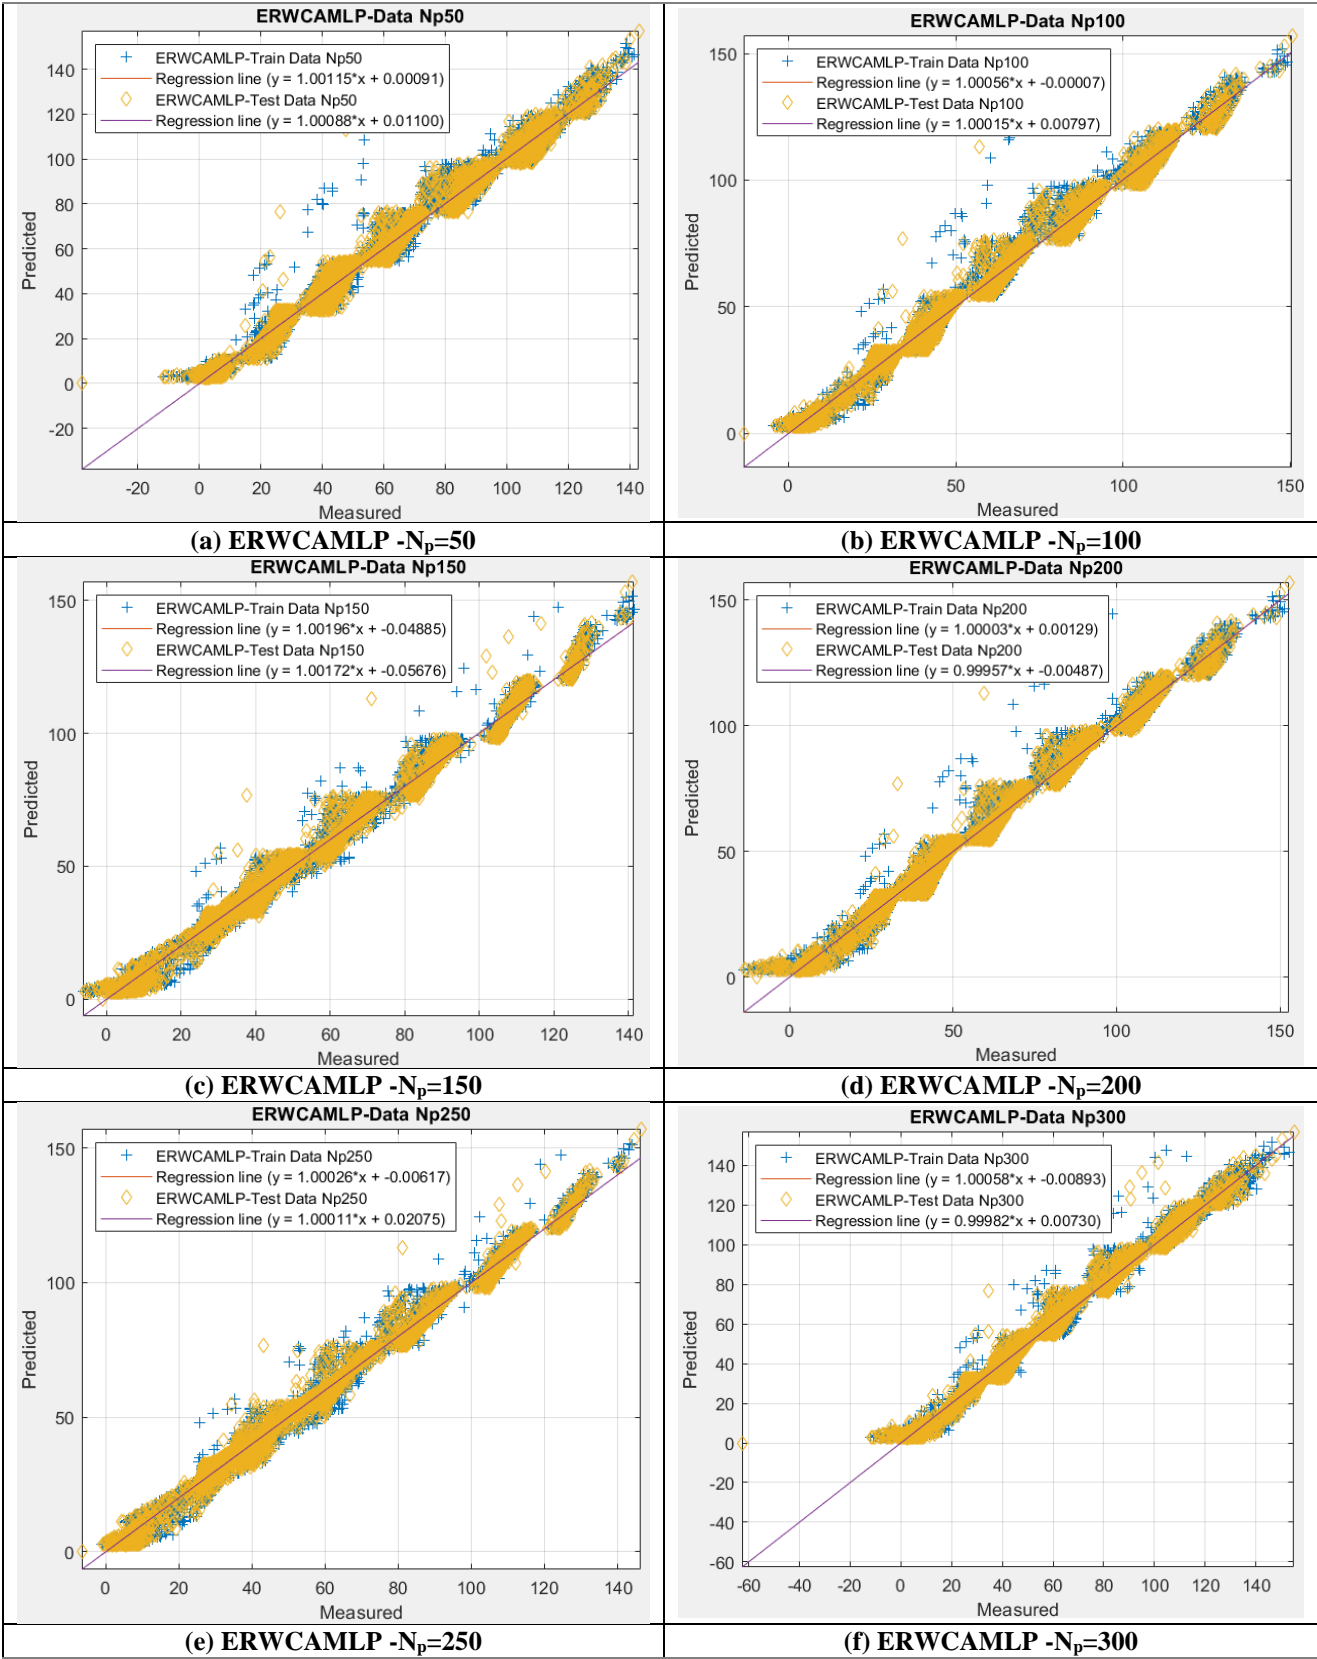 ERWCAMLP-Data Np50
ERWCAMLP-Train Data Np50
Regression line (y = 1.00115*x + 0.00091)
ERWCAMLP-Test Data Np50
Regression line (y = 1.00088*x + 0.01100)
140
120
100
80
60
40
20
0
-20
Predicted
-20 0 20 40 60 80 100 120 140
Measured
(a) ERWCAMLP -Np=50
ERWCAMLP-Data Np100
ERWCAMLP-Train Data Np100
Regression line (y = 1.00056*x + -0.00007)
ERWCAMLP-Test Data Np100
Regression line (y = 1.00015*x + 0.00797)
150
100
50
0
Predicted
0 50 100 150
Measured
(b) ERWCAMLP -Np=100
ERWCAMLP-Data Np150
ERWCAMLP-Train Data Np150
Regression line (y = 1.00196*x + -0.04885)
ERWCAMLP-Test Data Np150
Regression line (y = 1.00172*x + -0.05676)
150
100
50
0
Predicted
0 20 40 60 80 100 120 140
Measured
(c) ERWCAMLP -Np=150
ERWCAMLP-Data Np200
ERWCAMLP-Train Data Np200
Regression line (y = 1.00003*x + 0.00129)
ERWCAMLP-Test Data Np200
Regression line (y = 0.99957*x + -0.00487)
150
100
50
0
Predicted
0 50 100 150
Measured
(d) ERWCAMLP -Np=200
ERWCAMLP-Data Np250
ERWCAMLP-Train Data Np250
Regression line (y = 1.00026*x + -0.00617)
ERWCAMLP-Test Data Np250
Regression line (y = 1.00011*x + 0.02075)
150
100
50
0
Predicted
0 20 40 60 80 100 120 140
Measured
(e) ERWCAMLP -Np=250
ERWCAMLP-Data Np300
ERWCAMLP-Train Data Np300
Regression line (y = 1.00058*x + -0.00893)
ERWCAMLP-Test Data Np300
Regression line (y = 0.99982*x + 0.00730)
140
120
100
80
60
40
20
0
-20
-40
-60
Predicted
-60 -40 -20 0 20 40 60 80 100 120 140
Measured
(f) ERWCAMLP -Np=300